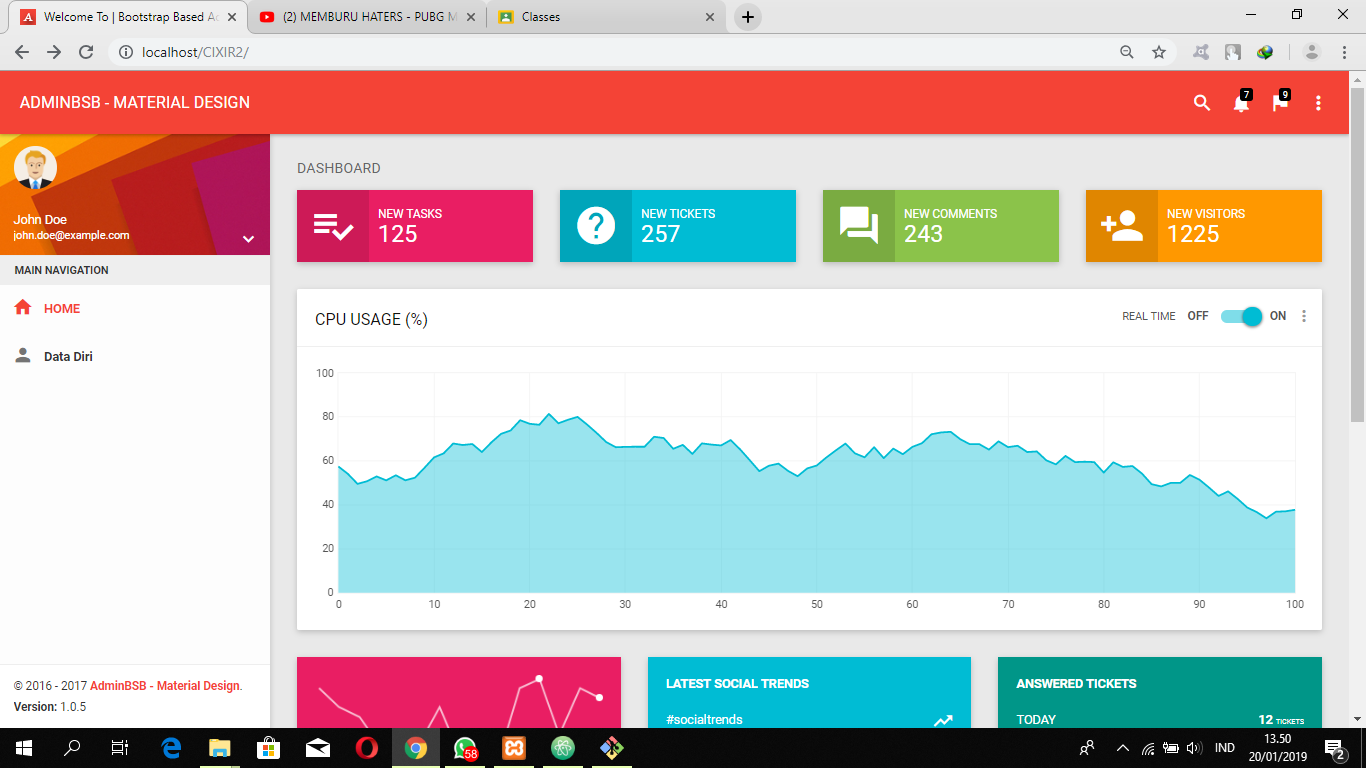 Welcome To | Bootstrap Based Ad
(2) MEMBURU HATERS - PUBG M
Classes
localhost/CIXIR2/
ADMINBSB - MATERIAL DESIGN
7
9
John Doe
john.doe@example.com
MAIN NAVIGATION
HOME
Data Diri
© 2016 - 2017 AdminBSB - Material Design.
Version: 1.0.5
DASHBOARD
NEW TASKS
125
NEW TICKETS
257
NEW COMMENTS
243
NEW VISITORS
1225
CPU USAGE (%)
REAL TIME OFF ON
100
80
60
40
20
0
0 10 20 30 40 50 60 70 80 90 100
LATEST SOCIAL TRENDS
#socialtrends
ANSWERED TICKETS
TODAY 12 TICKETS
58
IND
13.50
20/01/2019
2